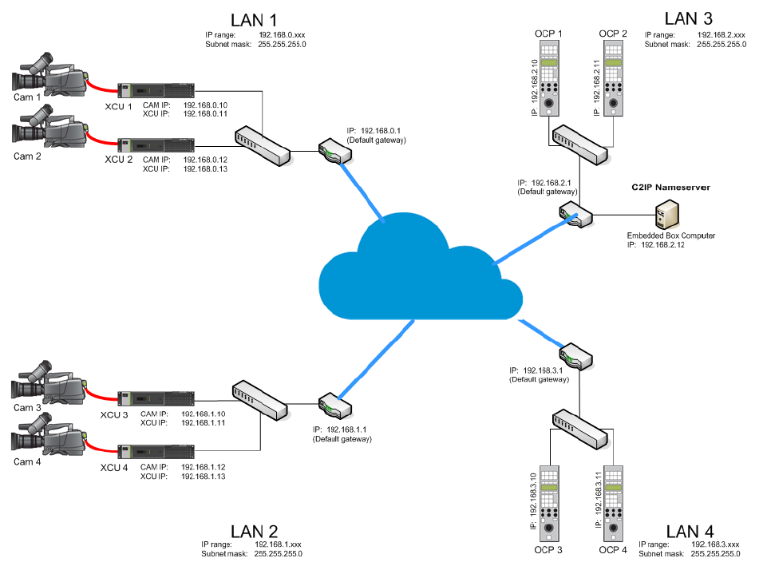 LAN 1
IP range: 192.168.0.xxx
Subnet mask: 255.255.255.0
Cam 1
XCU 1
CAM IP: 192.168.0.10
XCU IP: 192.168.0.11
Cam 2
XCU 2
CAM IP: 192.168.0.12
XCU IP: 192.168.0.13
IP: 192.168.0.1
(Default gateway)
OCP 1
OCP 2
LAN 3
IP range: 192.168.2.xxx
Subnet mask: 255.255.255.0
IP: 192.168.2.10
IP: 192.168.2.11
IP: 192.168.2.1
(Default gateway)
C2IP Nameserver
Embedded Box Computer
IP: 192.168.2.12
Cam 3
XCU 3
CAM IP: 192.168.1.10
XCU IP: 192.168.1.11
Cam 4
XCU 4
CAM IP: 192.168.1.12
XCU IP: 192.168.1.13
IP: 192.168.1.1
(Default gateway)
LAN 2
IP range: 192.168.1.xxx
Subnet mask: 255.255.255.0
IP: 192.168.3.1
(Default gateway)
IP: 192.168.3.10
IP: 192.168.3.11
OCP 3
OCP 4
LAN 4
IP range: 192.168.3.xxx
Subnet mask: 255.255.255.0